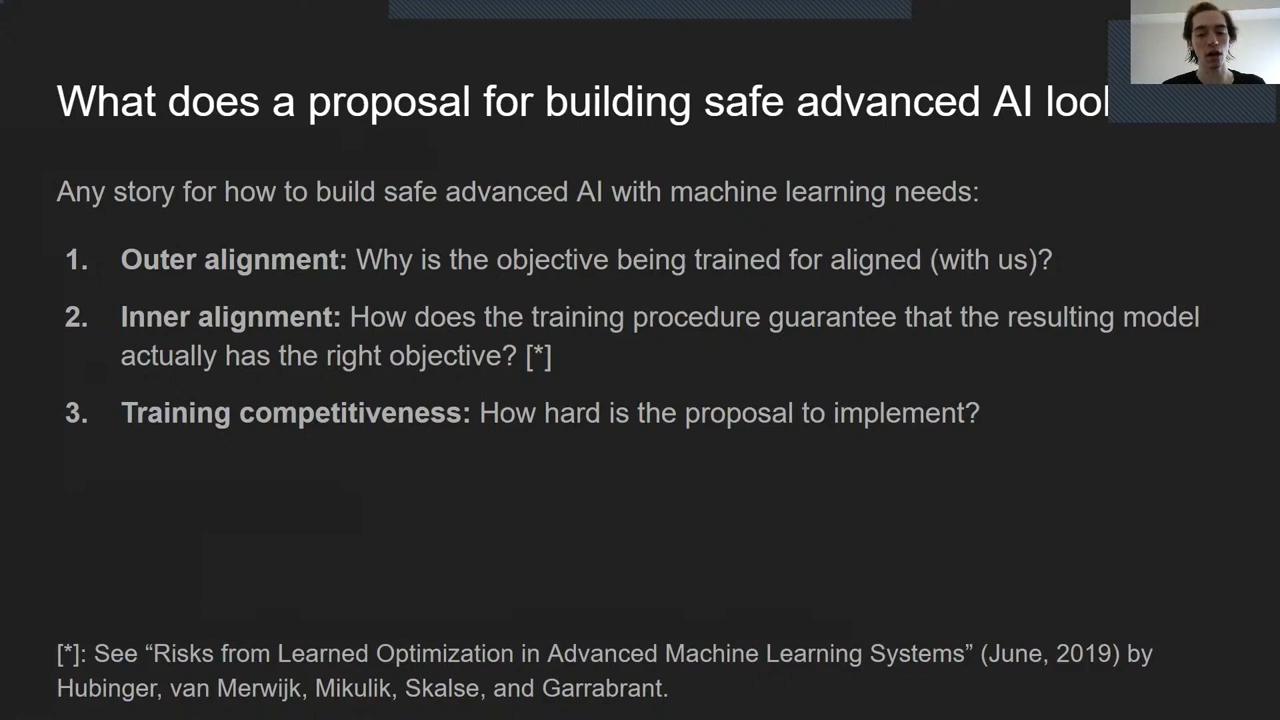 What does a proposal for building safe advanced AI
Any story for how to build safe advanced AI with machine learning needs:
1. Outer alignment: Why is the objective being trained for aligned (with us)?
2. Inner alignment: How does the training procedure guarantee that the resulting model
actually has the right objective? [*]
3. Training competitiveness: How hard is the proposal to implement?
[*]: See “Risks from Learned Optimization in Advanced Machine Learning Systems” (June, 2019) by
Hubinger, van Merwijk, Mikulik, Skalse, and Garrabrant.